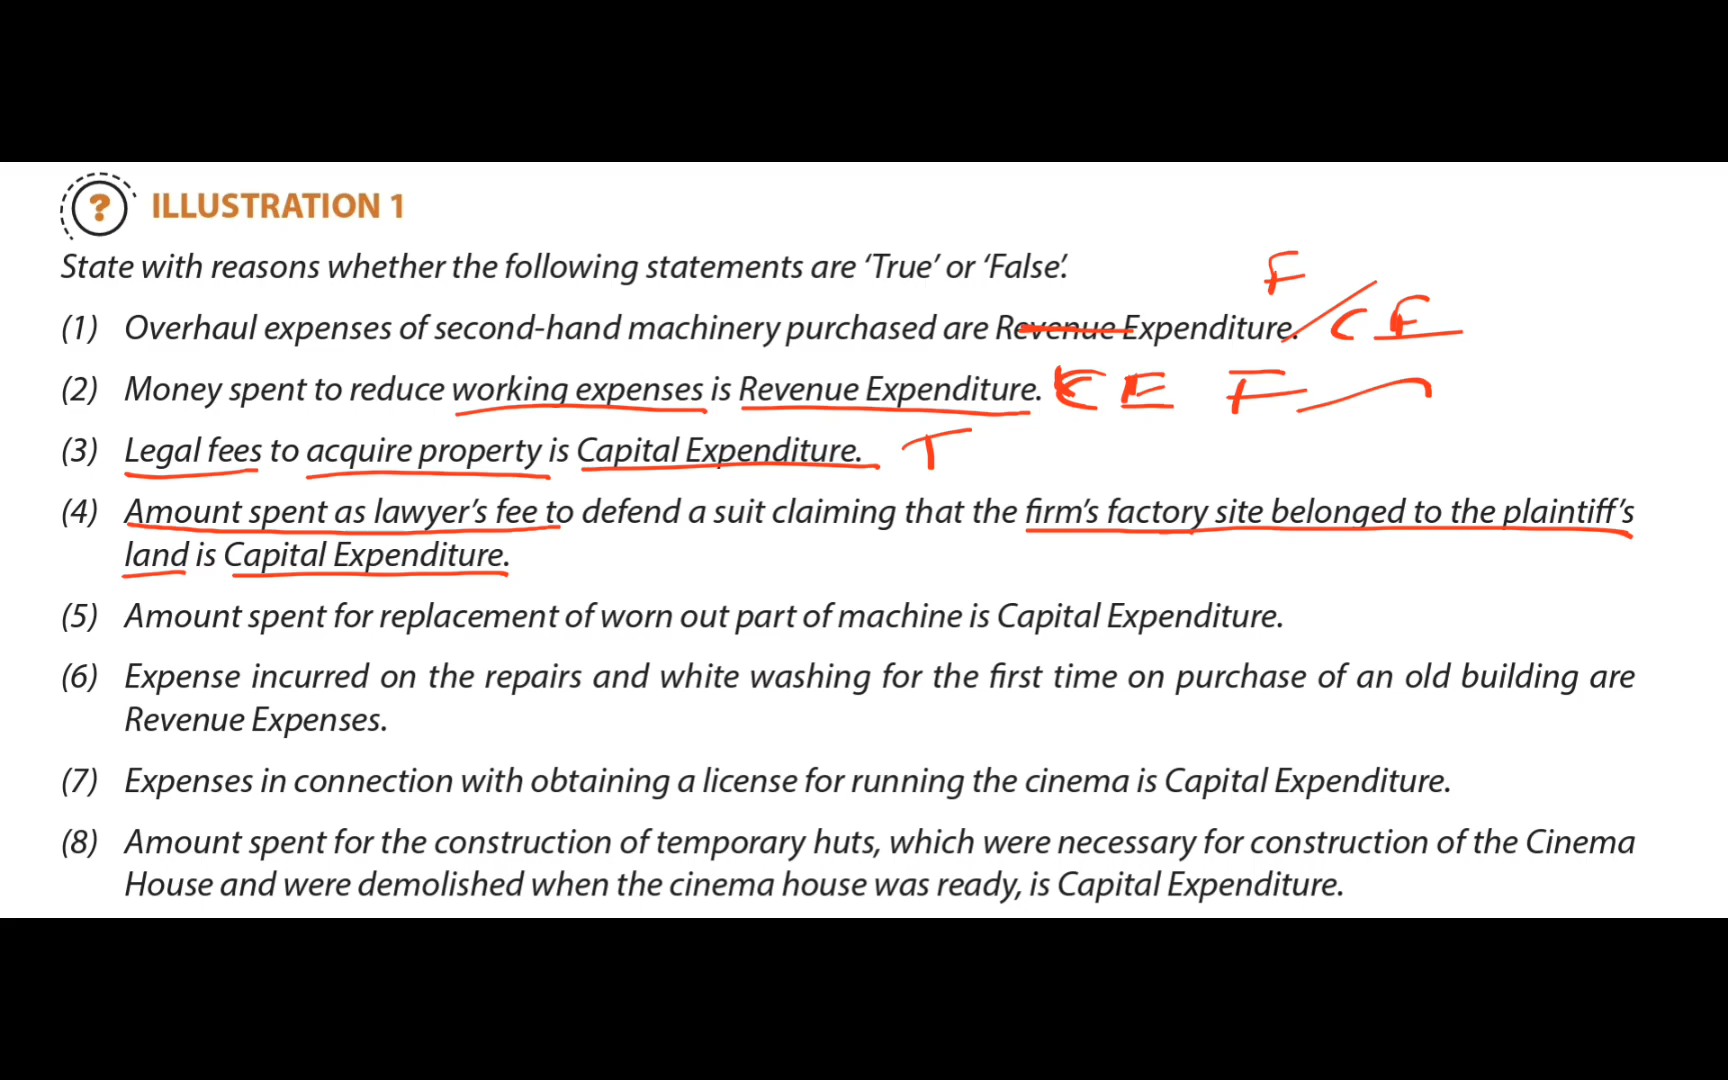 ?
ILLUSTRATION 1
State with reasons whether the following statements are ‘True’ or ‘False’.
F
(1) Overhaul expenses of second-hand machinery purchased are Revenue Expenditure. C E
(2) Money spent to reduce working expenses is Revenue Expenditure. C E F
(3) Legal fees to acquire property is Capital Expenditure. T
(4) Amount spent as lawyer’s fee to defend a suit claiming that the firm’s factory site belonged to the plaintiff’s
land is Capital Expenditure.
(5) Amount spent for replacement of worn out part of machine is Capital Expenditure.
(6) Expense incurred on the repairs and white washing for the first time on purchase of an old building are
Revenue Expenses.
(7) Expenses in connection with obtaining a license for running the cinema is Capital Expenditure.
(8) Amount spent for the construction of temporary huts, which were necessary for construction of the Cinema
House and were demolished when the cinema house was ready, is Capital Expenditure.